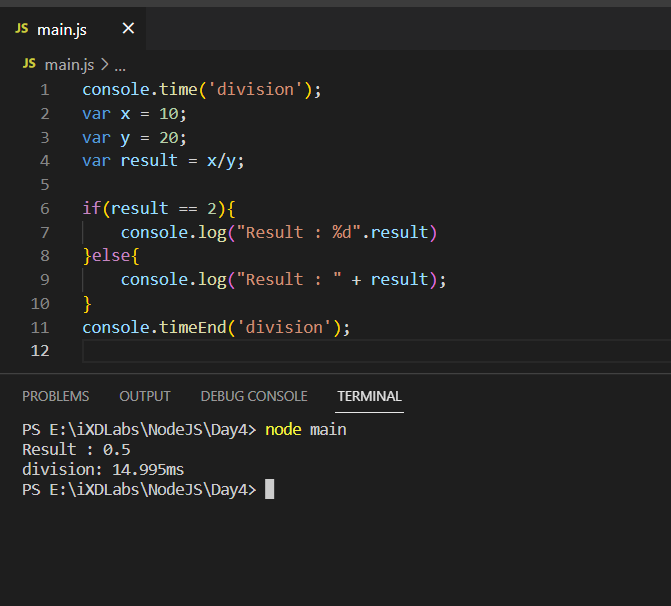 JS main.js ×
JS main.js > ...
1 console.time('division');
2 var x = 10;
3 var y = 20;
4 var result = x/y;
5
6 if(result == 2){
7     console.log("Result : %d".result)
8 }else{
9     console.log("Result : " + result);
10 }
11 console.timeEnd('division');
12
PROBLEMS OUTPUT DEBUG CONSOLE TERMINAL
PS E:\iXDLabs\NodeJS\Day4> node main
Result : 0.5
division: 14.995ms
PS E:\iXDLabs\NodeJS\Day4>